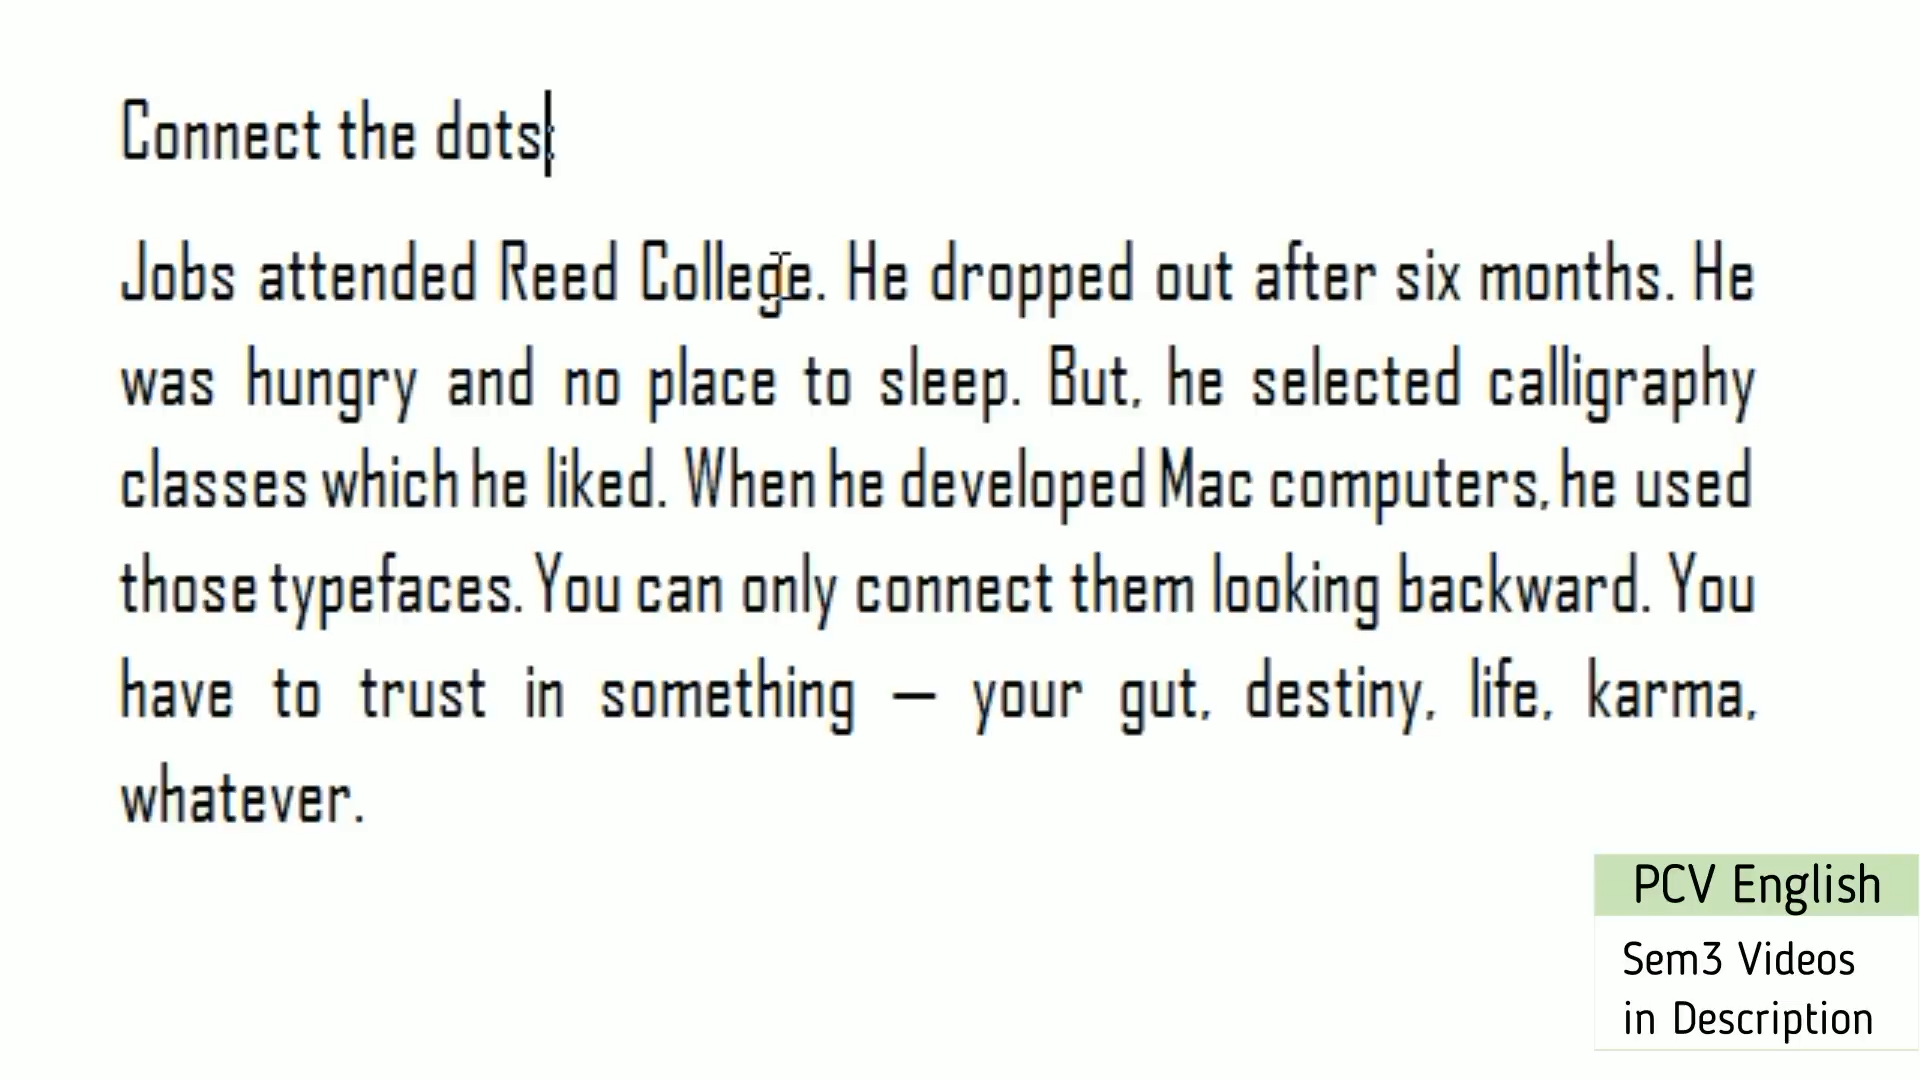 Connect the dots:
Jobs attended Reed College. He dropped out after six months. He
was hungry and no place to sleep. But, he selected calligraphy
classes which he liked. When he developed Mac computers, he used
those typefaces. You can only connect them looking backward. You
have to trust in something – your gut, destiny, life, karma,
whatever.
PCV English
Sem3 Videos
in Description